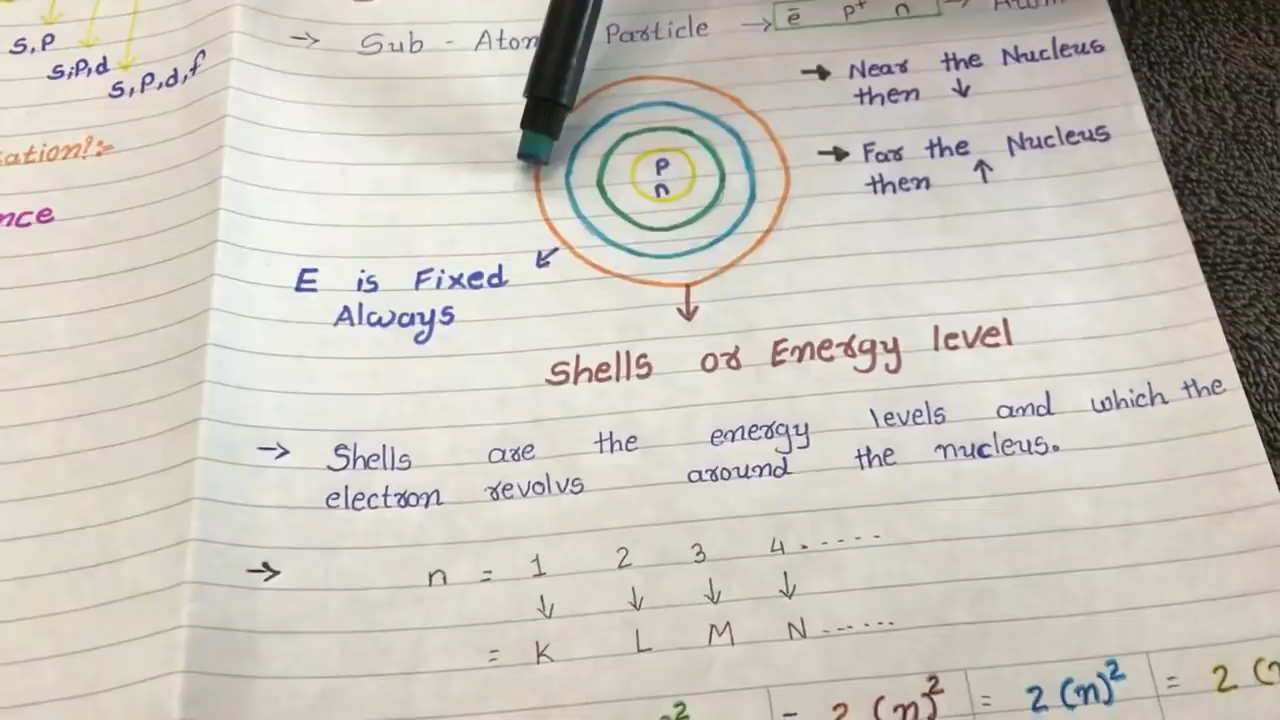 s,p
s,p,d
s,p,d,f
ation?:-
nce
→ Sub - Atom Particle → ē p+ n →
→ Near the Nucleus
then ↓
→ Far the Nucleus
then ↑
p
n
E is Fixed
Always
Shells or Energy level
→ Shells are the energy levels and which the
electron revolvs around the nucleus.
→ n = 1 2 3 4 . - - - - -
↓ ↓ ↓ ↓
= K L M N - - - - - -
2 = 2 (n)² = 2 (n)² = 2 (